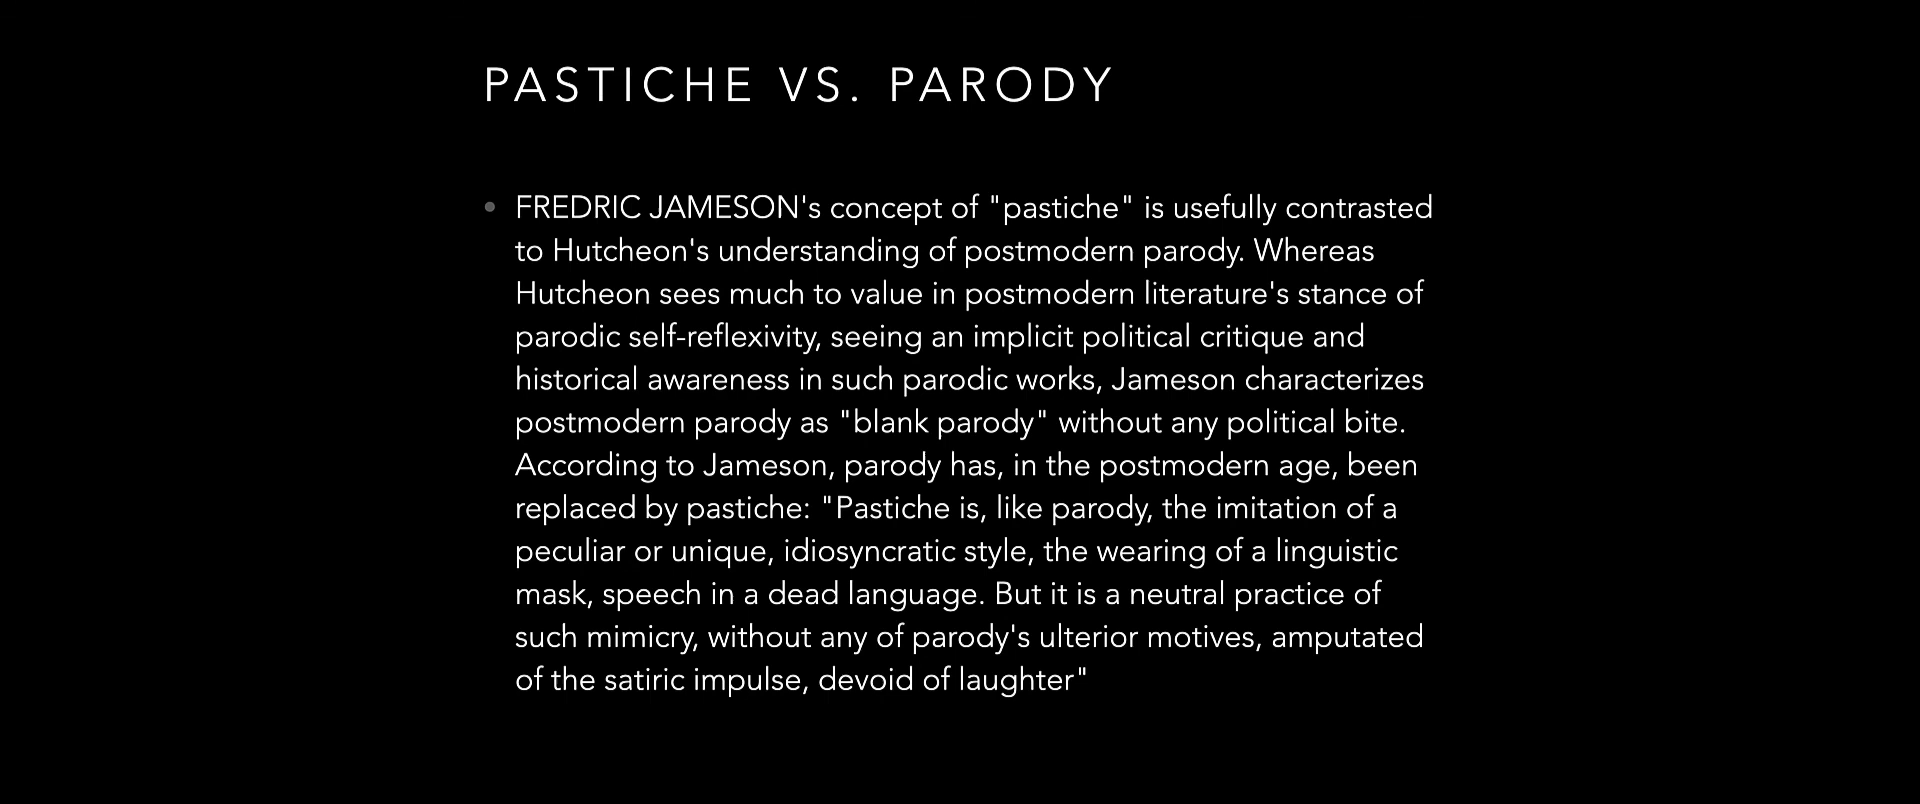 PASTICHE VS. PARODY
• FREDRIC JAMESON's concept of "pastiche" is usefully contrasted
to Hutcheon's understanding of postmodern parody. Whereas
Hutcheon sees much to value in postmodern literature's stance of
parodic self-reflexivity, seeing an implicit political critique and
historical awareness in such parodic works, Jameson characterizes
postmodern parody as "blank parody" without any political bite.
According to Jameson, parody has, in the postmodern age, been
replaced by pastiche: "Pastiche is, like parody, the imitation of a
peculiar or unique, idiosyncratic style, the wearing of a linguistic
mask, speech in a dead language. But it is a neutral practice of
such mimicry, without any of parody's ulterior motives, amputated
of the satiric impulse, devoid of laughter"